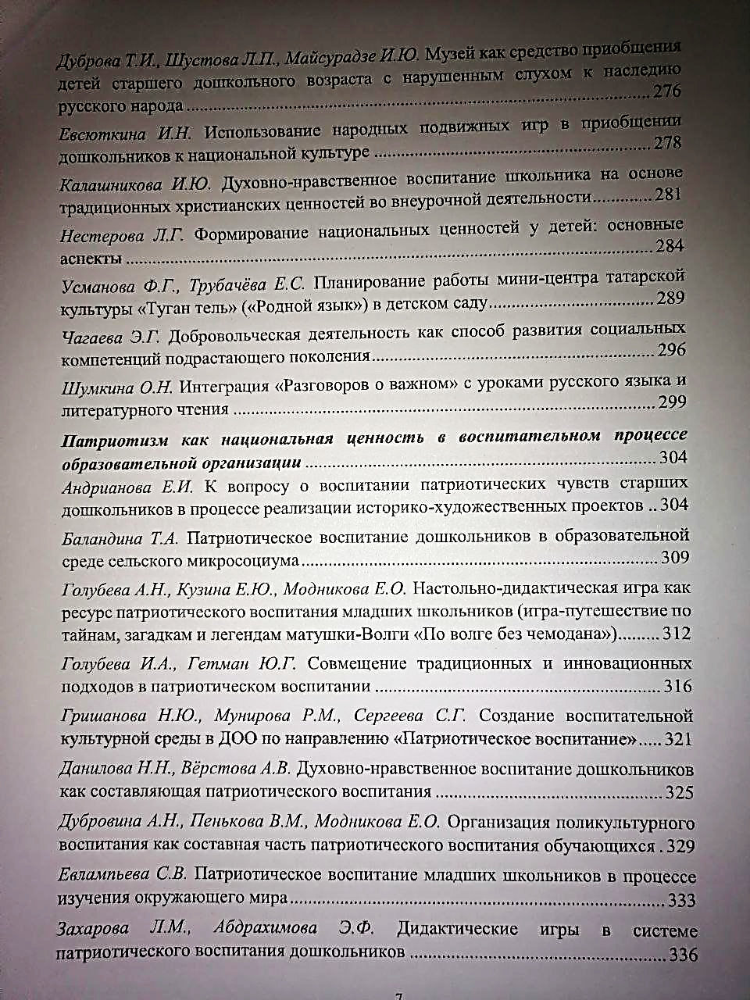 Дуброва Т.И., Шустова Л.П., Майсурадзе И.Ю. Музей как средство приобщения
детей старшего дошкольного возраста с нарушенным слухом к наследию
русского народа ........................................................................ 276
Евсюткина И.Н. Использование народных подвижных игр в приобщении
дошкольников к национальной культуре ........................................ 278
Калашникова И.Ю. Духовно-нравственное воспитание школьника на основе
традиционных христианских ценностей во внеурочной деятельности............ 281
Нестерова Л.Г. Формирование национальных ценностей у детей: основные
аспекты ........................................................................ 284
Усманова Ф.Г., Трубачёва Е.С. Планирование работы мини-центра татарской
культуры «Туган тель» («Родной язык») в детском саду........................ 289
Чагаева Э.Г. Добровольческая деятельность как способ развития социальных
компетенций подрастающего поколения........................................ 296
Шумкина О.Н. Интеграция «Разговоров о важном» с уроками русского языка и
литературного чтения ........................................................ 299
Патриотизм как национальная ценность в воспитательном процессе
образовательной организации ................................................ 304
Андрианова Е.И. К вопросу о воспитании патриотических чувств старших
дошкольников в процессе реализации историко-художественных проектов .. 304
Баландина Т.А. Патриотическое воспитание дошкольников в образовательной
среде сельского микросоциума................................................ 309
Голубева А.Н., Кузина Е.Ю., Модникова Е.О. Настольно-дидактическая игра как
ресурс патриотического воспитания младших школьников (игра-путешествие по
тайнам, загадкам и легендам матушки-Волги «По волге без чемодана»)......... 312
Голубева И.А., Гетман Ю.Г. Совмещение традиционных и инновационных
подходов в патриотическом воспитании ........................................ 316
Гришанова Н.Ю., Мунирова Р.М., Сергеева С.Г. Создание воспитательной
культурной среды в ДОО по направлению «Патриотическое воспитание»..... 321
Данилова Н.Н., Вёрстова А.В. Духовно-нравственное воспитание дошкольников
как составляющая патриотического воспитания ................................ 325
Дубровина А.Н., Пенькова В.М., Модникова Е.О. Организация поликультурного
воспитания как составная часть патриотического воспитания обучающихся . 329
Евлампьева С.В. Патриотическое воспитание младших школьников в процессе
изучения окружающего мира.................................................... 333
Захарова Л.М., Абдрахимова Э.Ф. Дидактические игры в системе
патриотического воспитания дошкольников .................................... 336
7